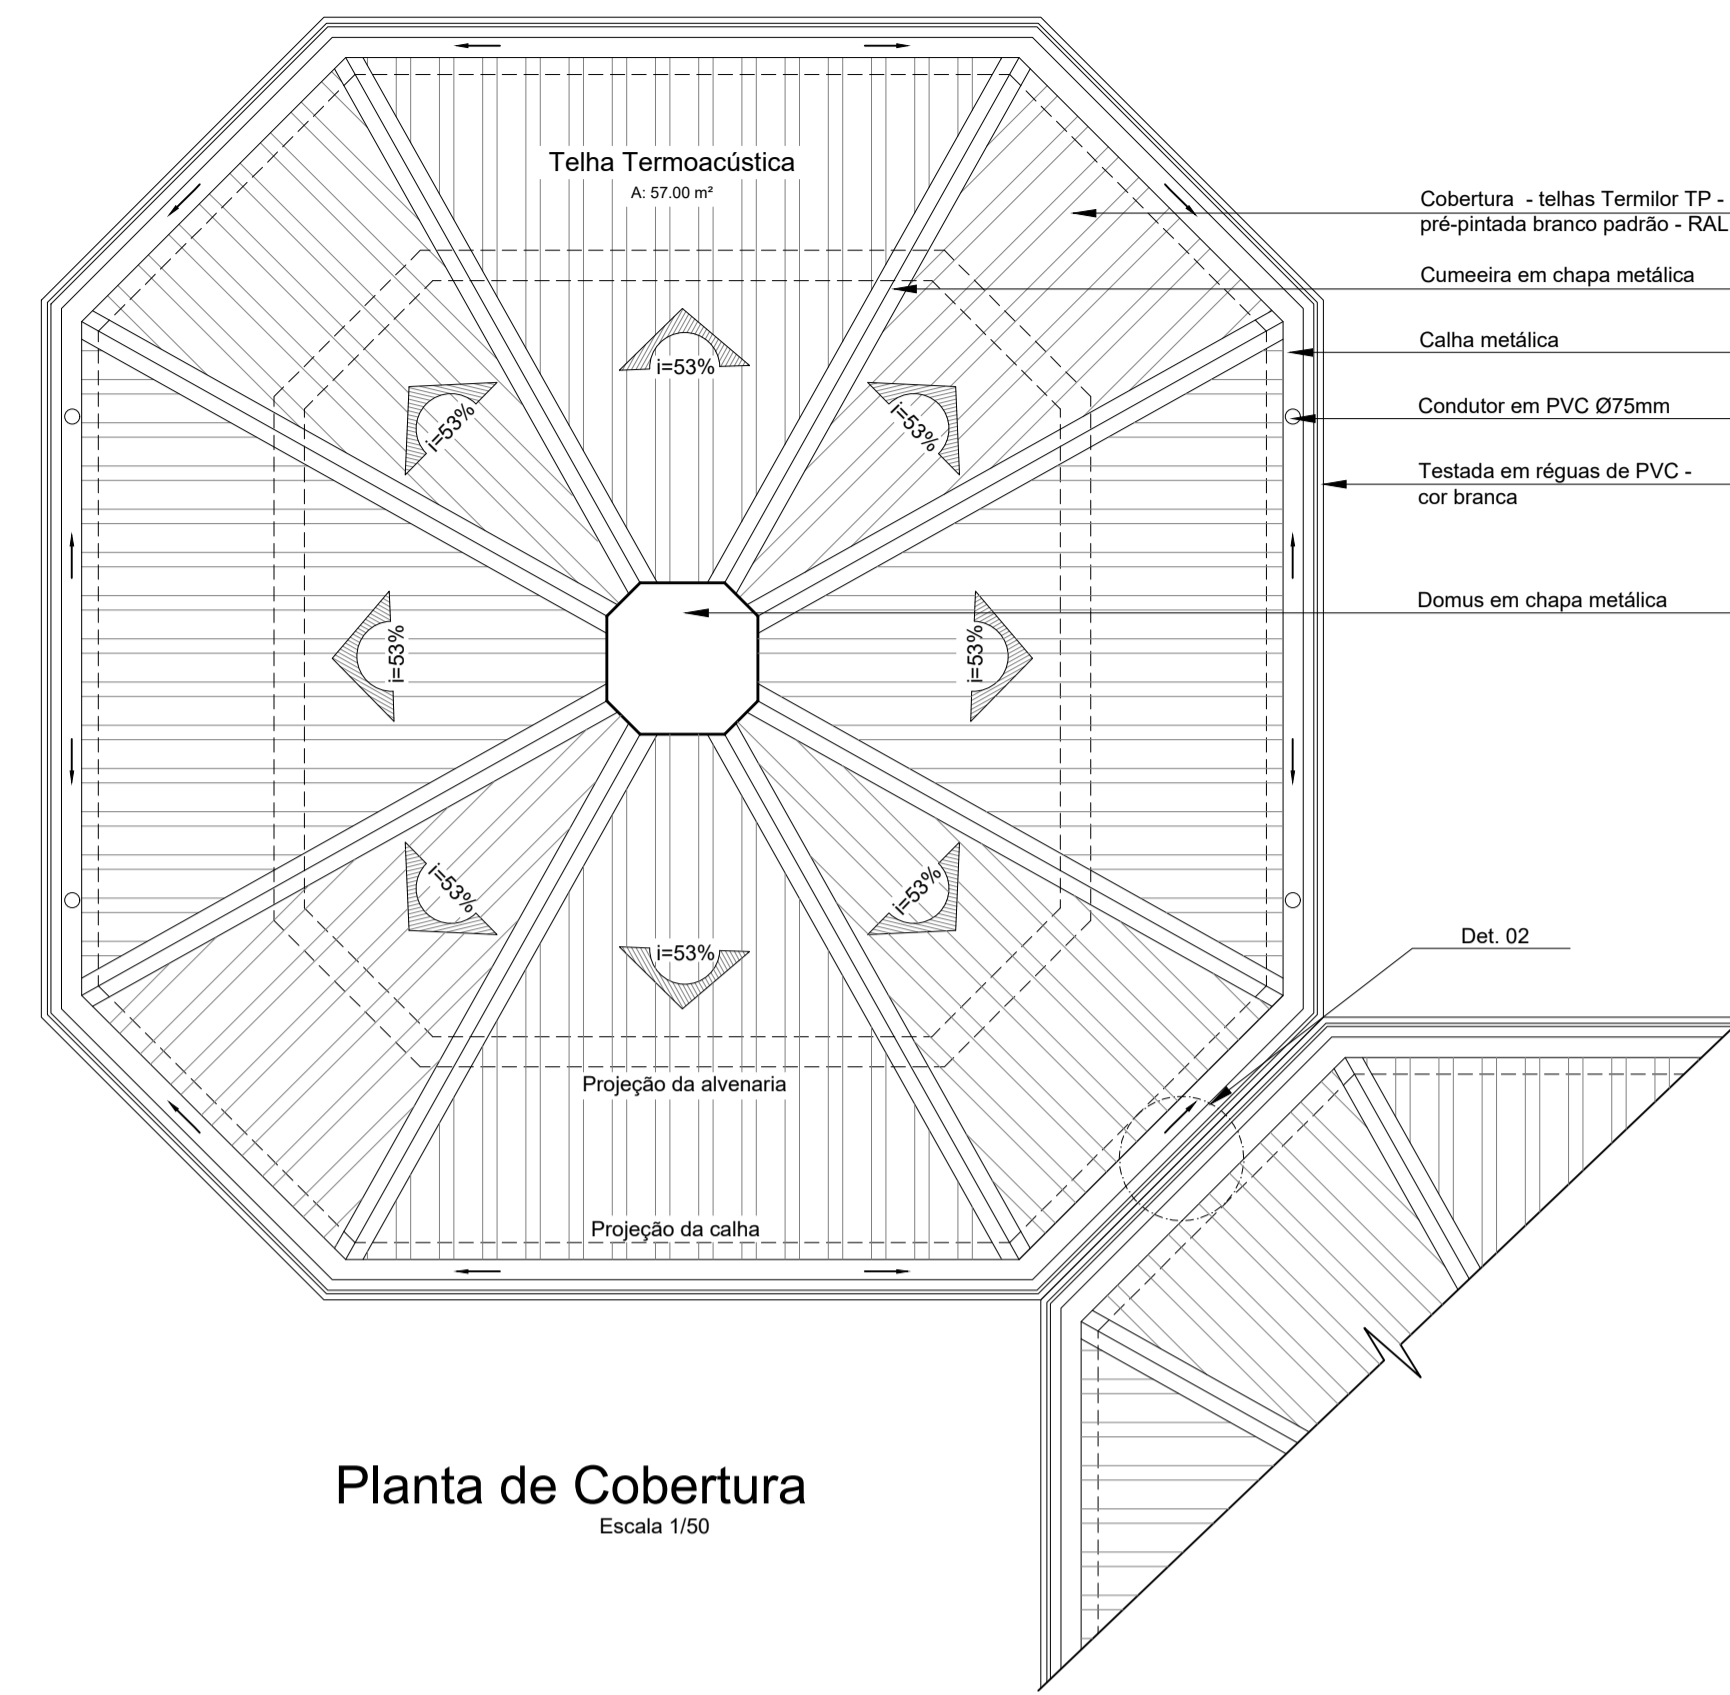 Telha Termoacústica
A: 57.00 m²
Cobertura - telhas Termilor TP -
pré-pintada branco padrão - RAL
Cumeeira em chapa metálica
i=53%
Calha metálica
i=53%
i=53%
Condutor em PVC Ø75mm
Testada em réguas de PVC -
cor branca
Domus em chapa metálica
i=53%
i=53%
i=53%
i=53%
i=53%
Det. 02
Projeção da alvenaria
Projeção da calha
Planta de Cobertura
Escala 1/50